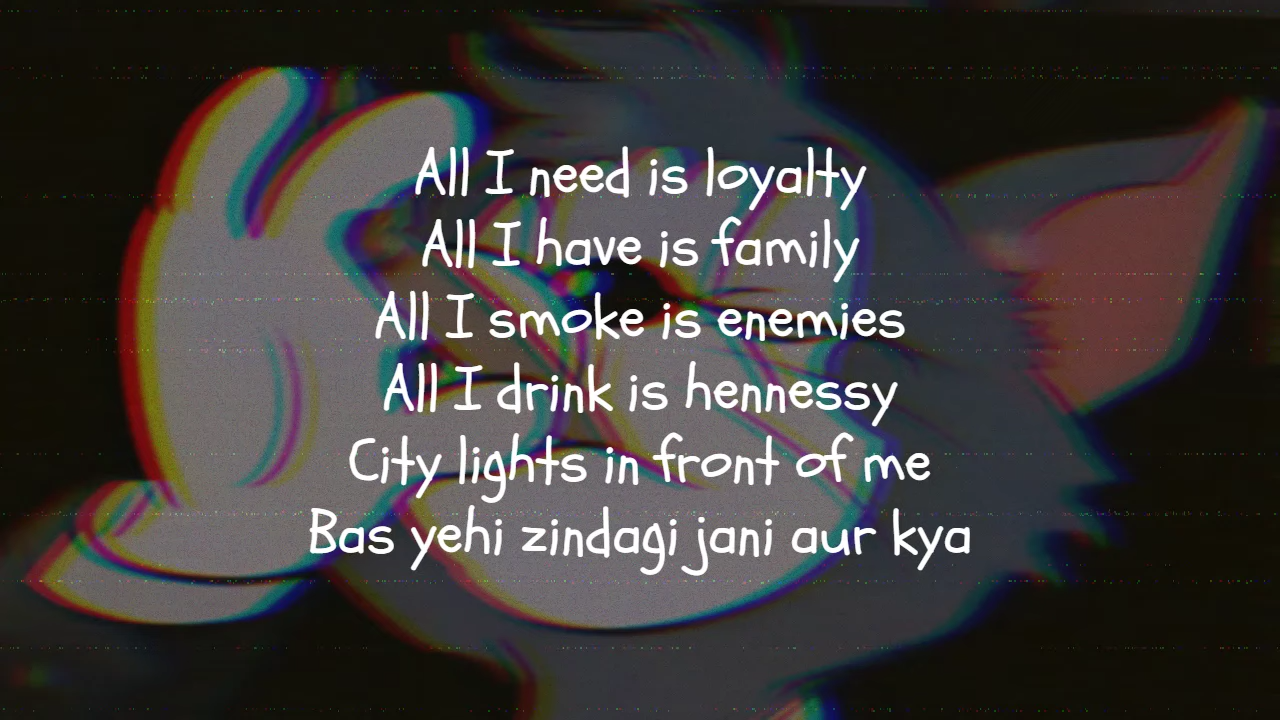 All I need is loyalty
All I have is family
All I smoke is enemies
All I drink is hennessy
City lights in front of me
Bas yehi zindagi jani aur kya